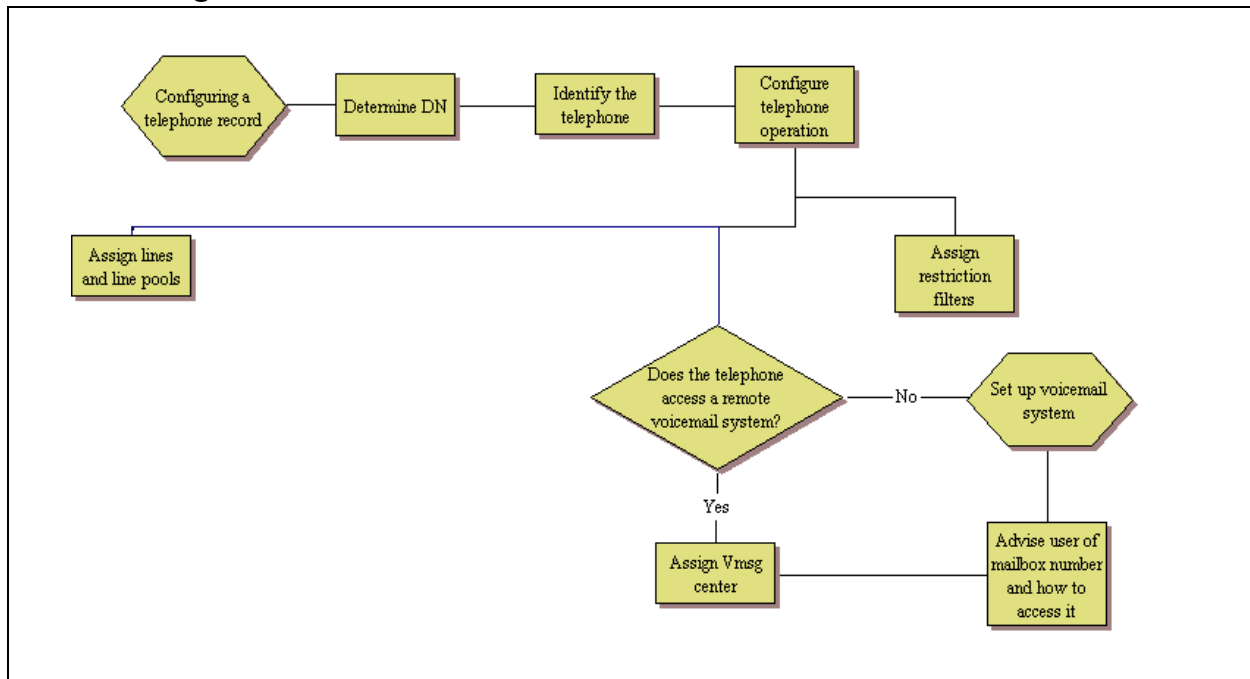 Configuring a
telephone record
Determine DN
Identify the
telephone
Configure
telephone
operation
Assign lines
and line pools
Assign
restriction
filters
Does the telephone
access a remote
voicemail system?
No
Set up voicemail
system
Yes
Assign Vmsg
center
Advise user of
mailbox number
and how to
access it